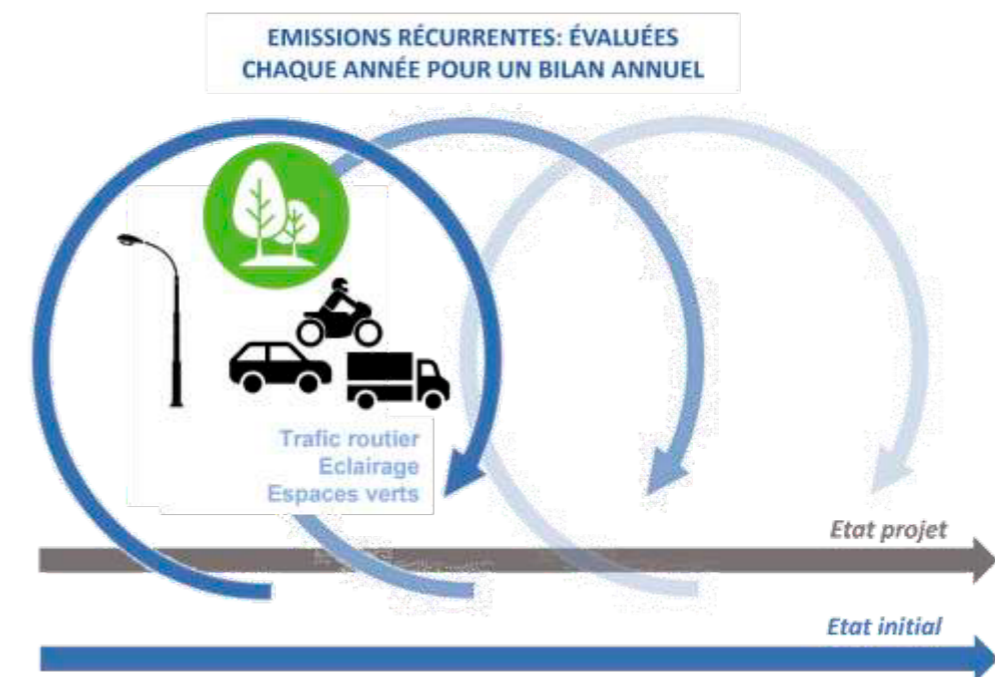 EMISSIONS RÉCURRENTES: ÉVALUÉES
CHAQUE ANNÉE POUR UN BILAN ANNUEL
Trafic routier
Eclairage
Espaces verts
Etat projet
Etat initial